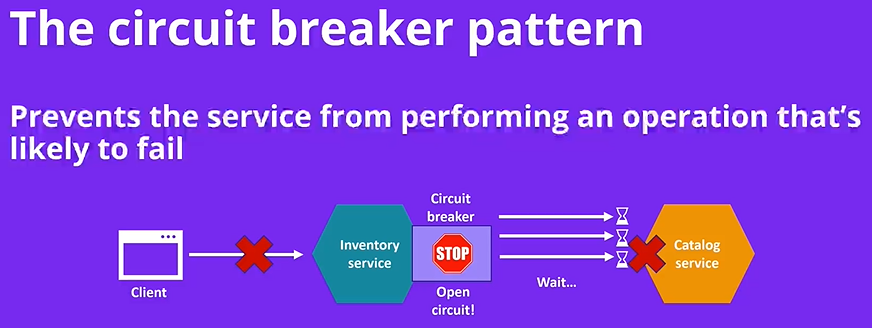 The circuit breaker pattern
Prevents the service from performing an operation that's
likely to fail
Circuit
breaker
Inventory
service
STOP
Catalog
service
Client
Open
circuit!
Wait...